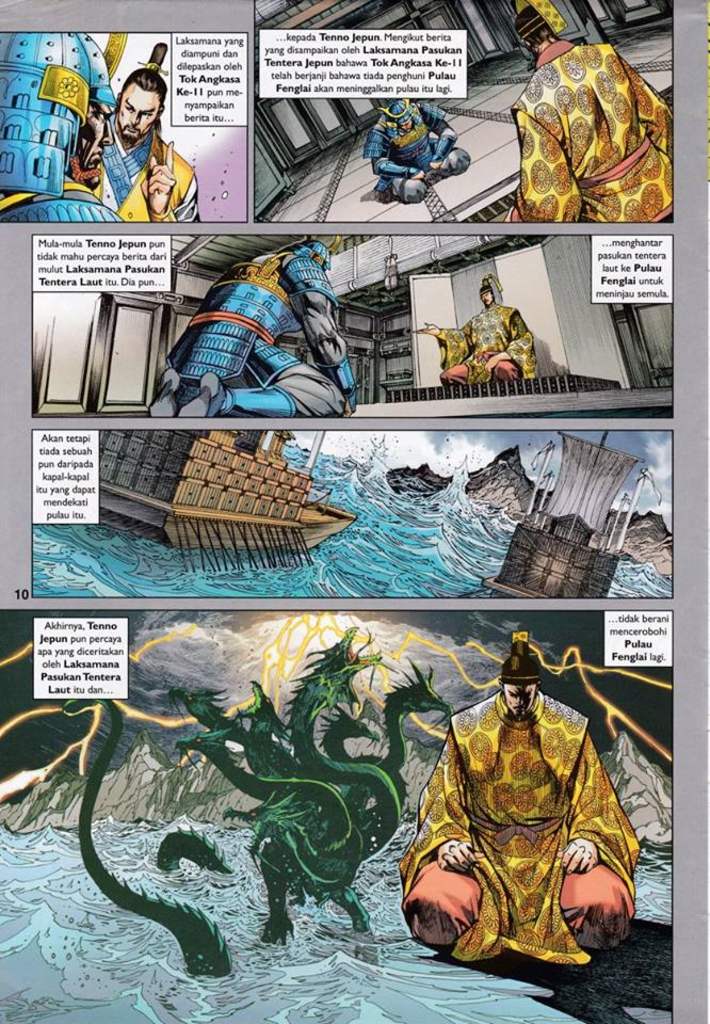 Laksamana yang
diampuni dan
dilepaskan oleh
Tok Angkasa
Ke-11 pun me-
nyampaikan
berita itu...
...kepada Tenno Jepun. Mengikut berita
yang disampaikan oleh Laksamana Pasukan
Tentera Jepun bahawa Tok Angkasa Ke-11
telah berjanji bahawa tiada penghuni Pulau
Fenglai akan meninggalkan pulau itu lagi.
Mula-mula Tenno Jepun pun
tidak mahu percaya berita dari
mulut Laksamana Pasukan
Tentera Laut itu. Dia pun...
...menghantar
pasukan tentera
laut ke Pulau
Fenglai untuk
meninjau semula.
Akan tetapi
tiada sebuah
pun daripada
kapal-kapal
itu yang dapat
mendekati
pulau itu.
10
Akhirnya, Tenno
Jepun pun percaya
apa yang diceritakan
oleh Laksamana
Pasukan Tentera
Laut itu dan...
...tidak berani
mencerobohi
Pulau
Fenglai lagi.